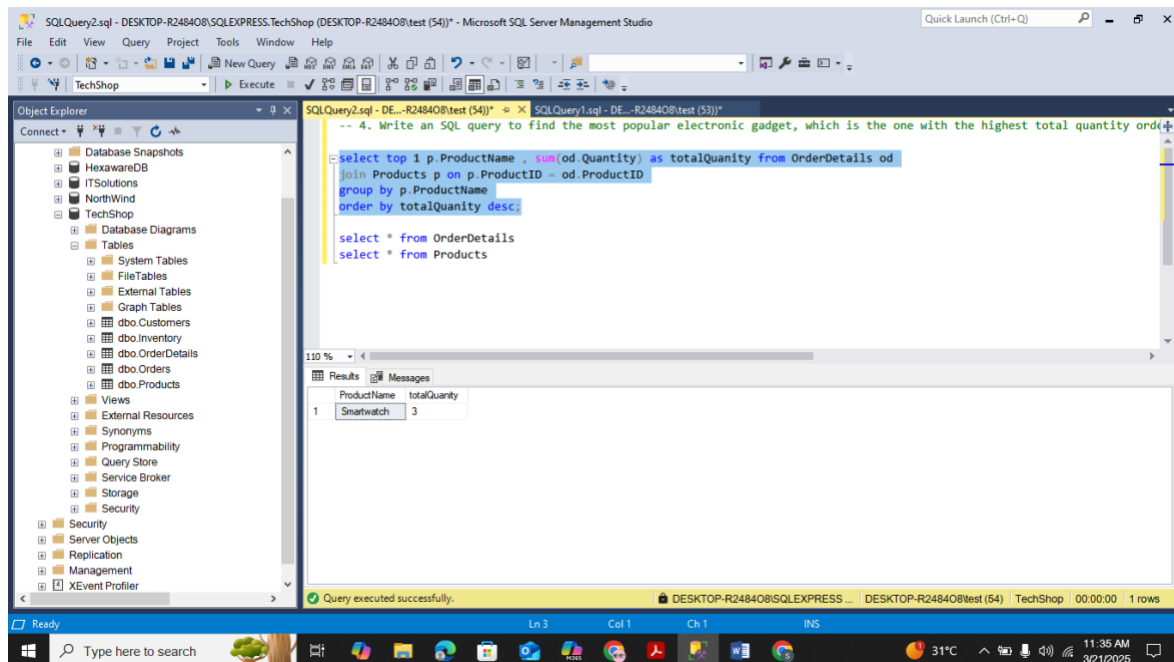 SQLQuery2.sql - DESKTOP-R2484O8\SQLEXPRESS.TechShop (DESKTOP-R2484O8\test (54))* - Microsoft SQL Server Management Studio
Quick Launch (Ctrl+Q)
File Edit View Query Project Tools Window Help
New Query
TechShop
Execute
Object Explorer
Connect
Database Snapshots
HexawareDB
ITSolutions
NorthWind
TechShop
Database Diagrams
Tables
System Tables
FileTables
External Tables
Graph Tables
dbo.Customers
dbo.Inventory
dbo.OrderDetails
dbo.Orders
dbo.Products
Views
External Resources
Synonyms
Programmability
Query Store
Service Broker
Storage
Security
Security
Server Objects
Replication
Management
XEvent Profiler
SQLQuery2.sql - DE...-R2484O8\test (54))*
SQLQuery1.sql - DE...-R2484O8\test (53))*
-- 4. Write an SQL query to find the most popular electronic gadget, which is the one with the highest total quantity orde
select top 1 p.ProductName , sum(od.Quantity) as totalQuantity from OrderDetails od
join Products p on p.ProductID = od.ProductID
group by p.ProductName
order by totalQuanity desc;
select * from OrderDetails
select * from Products
110 %
Results Messages
ProductName totalQuanity
1 Smartwatch 3
Query executed successfully.
DESKTOP-R2484O8\SQLEXPRESS ... DESKTOP-R2484O8\test (54) TechShop 00:00:00 1 rows
Ready Ln 3 Col 1 Ch 1 INS
Type here to search
31°C
11:35 AM
3/21/2025